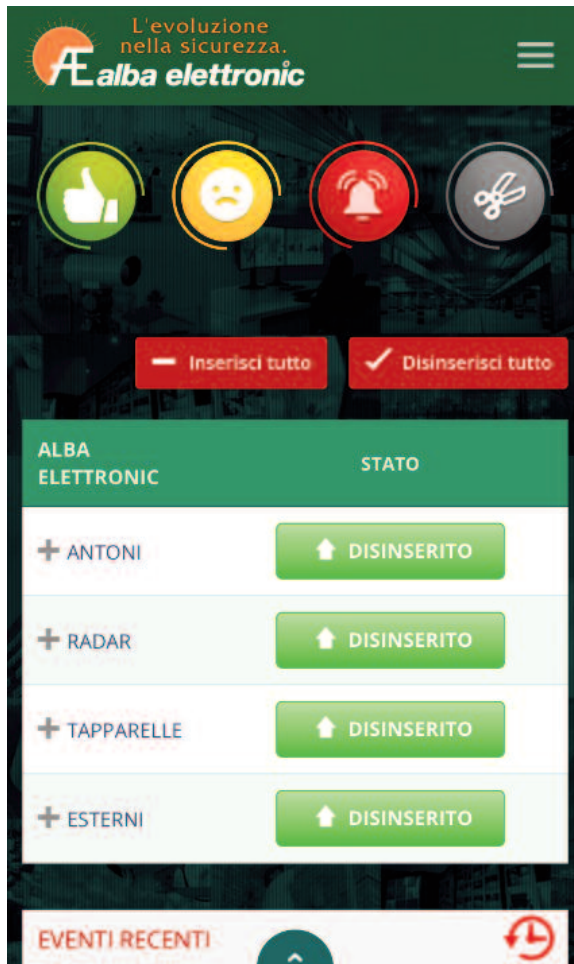 L'evoluzione
nella sicurezza.
Æ alba elettronic
Inserisci tutto
Disinserisci tutto
ALBA
ELETTRONIC
STATO
ANTONI
DISINSERITO
RADAR
DISINSERITO
TAPPARELLE
DISINSERITO
ESTERNI
DISINSERITO
EVENTI RECENTI